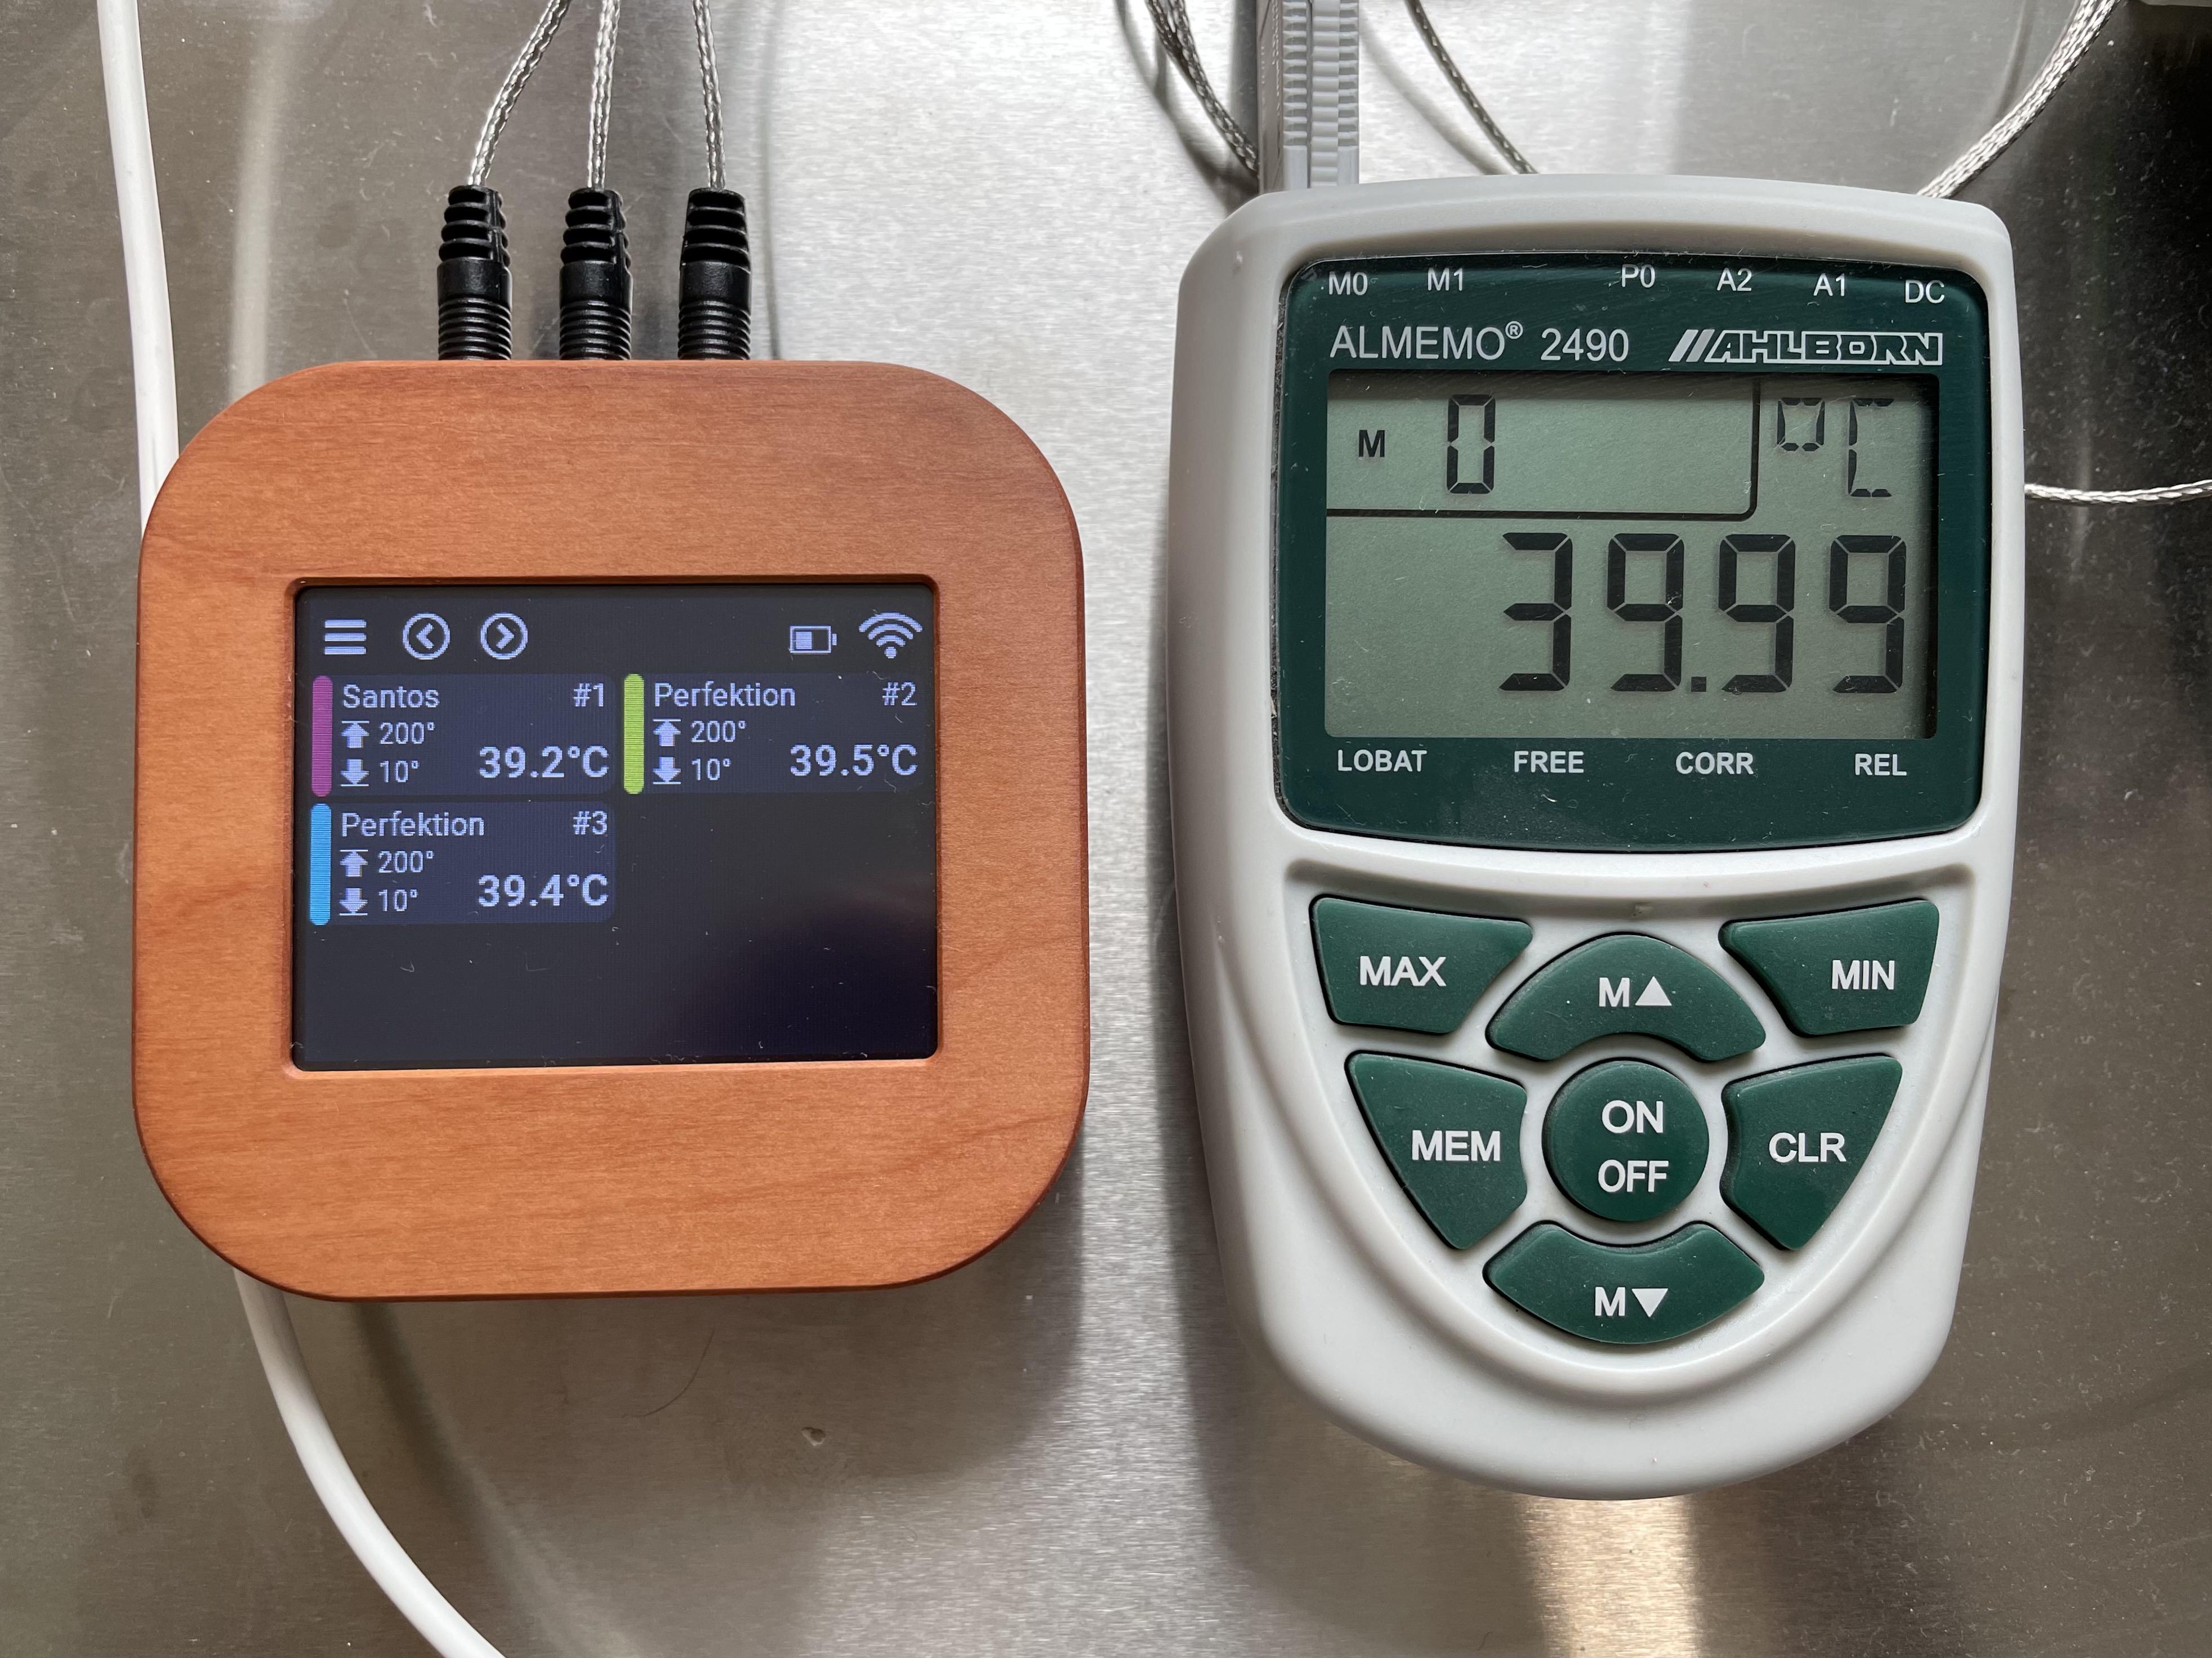 Santos #1
200°
10° 39.2°C
Perfektion #2
200°
10° 39.5°C
Perfektion #3
200°
10° 39.4°C
M0 M1 P0 A2 A1 DC
ALMEMO® 2490 //AHLBORN
M 0 °C
39.99
LOBAT FREE CORR REL
MAX M▲ MIN
MEM ON OFF CLR
M▼